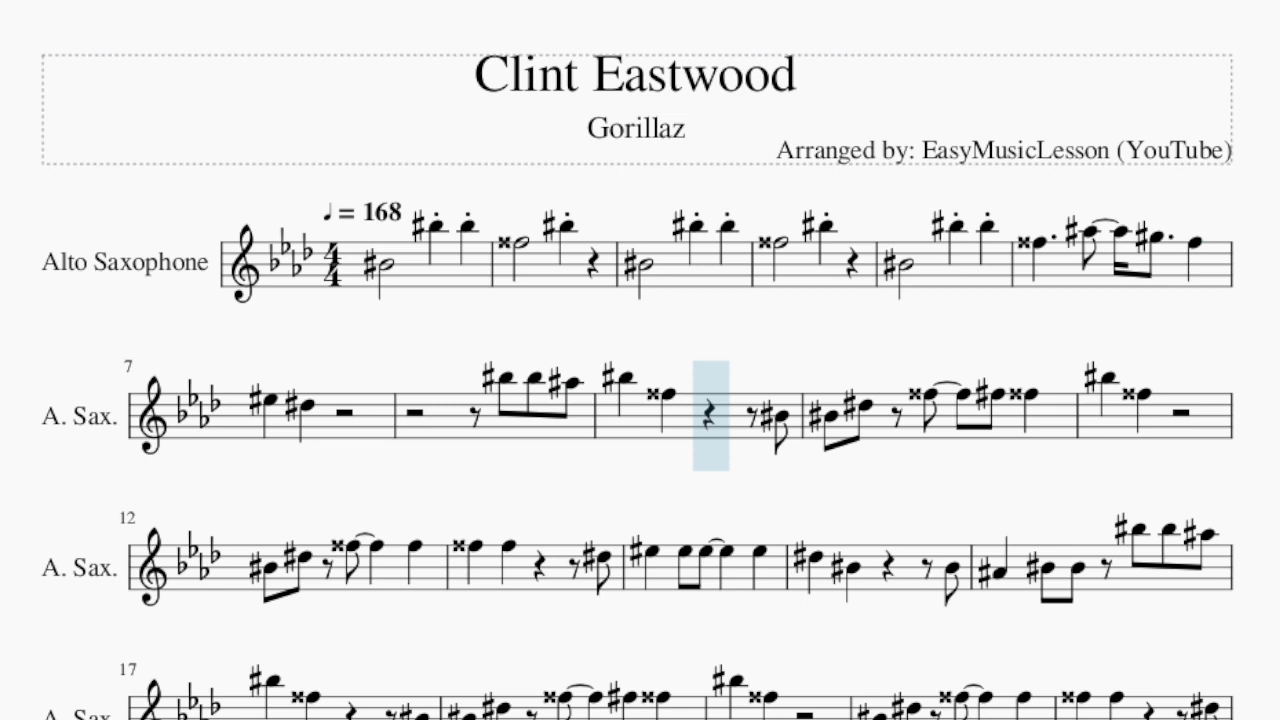 Clint Eastwood
Gorillaz
Arranged by: EasyMusicLesson (YouTube)
♩ = 168
Alto Saxophone
4
4
7
A. Sax.
12
A. Sax.
17
A. Sax.